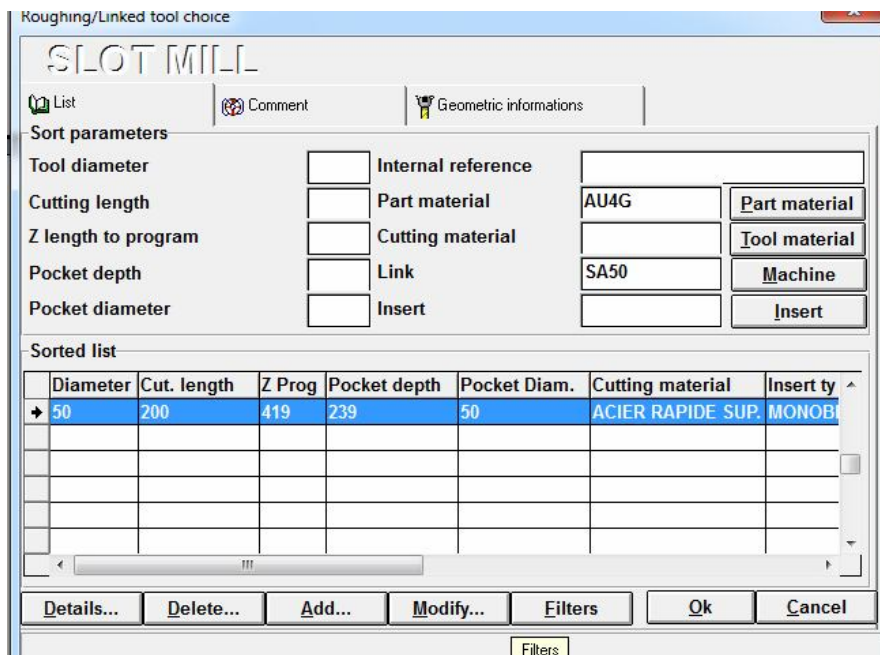 Roughing/Linked tool choice
SLOT MILL
List Comment Geometric informations
Sort parameters
Tool diameter Internal reference
Cutting length Part material AU4G Part material
Z length to program Cutting material Tool material
Pocket depth Link SA50 Machine
Pocket diameter Insert Insert
Sorted list
Diameter Cut. length Z Prog Pocket depth Pocket Diam. Cutting material Insert ty
50 200 419 239 50 ACIER RAPIDE SUP. MONOB
Details... Delete... Add... Modify... Filters Ok Cancel
Filters